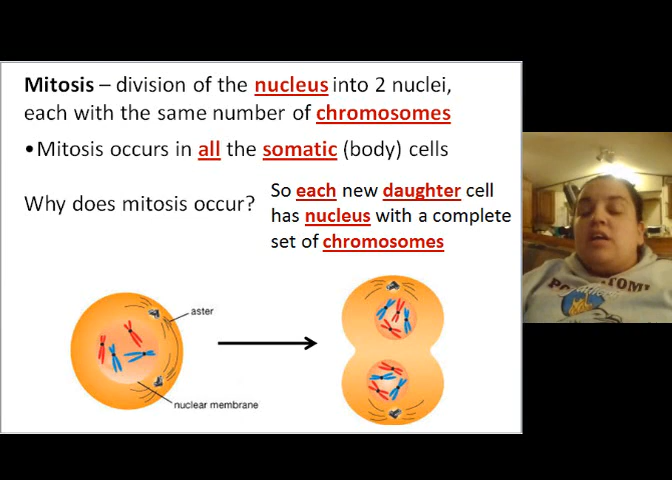 Mitosis – division of the nucleus into 2 nuclei,
each with the same number of chromosomes
•Mitosis occurs in all the somatic (body) cells
Why does mitosis occur?
So each new daughter cell
has nucleus with a complete
set of chromosomes
aster
nuclear membrane